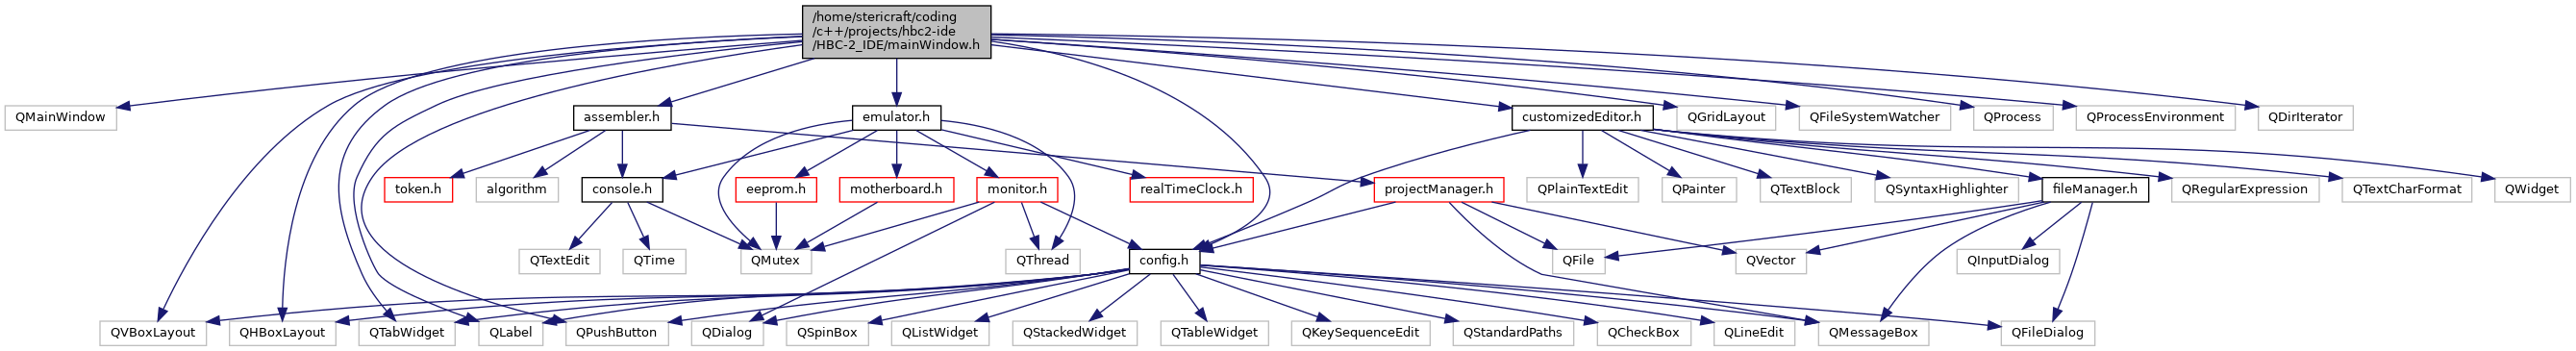 /home/stericraft/coding
/c++/projects/hbc2-ide
/HBC-2_IDE/mainWindow.h
QMainWindow
assembler.h
emulator.h
customizedEditor.h
QGridLayout
QFileSystemWatcher
QProcess
QProcessEnvironment
QDirIterator
token.h
algorithm
console.h
eeprom.h
motherboard.h
monitor.h
realTimeClock.h
projectManager.h
QPlainTextEdit
QPainter
QTextBlock
QSyntaxHighlighter
fileManager.h
QRegularExpression
QTextCharFormat
QWidget
QTextEdit
QTime
QMutex
QThread
config.h
QFile
QVector
QInputDialog
QVBoxLayout
QHBoxLayout
QTabWidget
QLabel
QPushButton
QDialog
QSpinBox
QListWidget
QStackedWidget
QTableWidget
QKeySequenceEdit
QStandardPaths
QCheckBox
QLineEdit
QMessageBox
QFileDialog